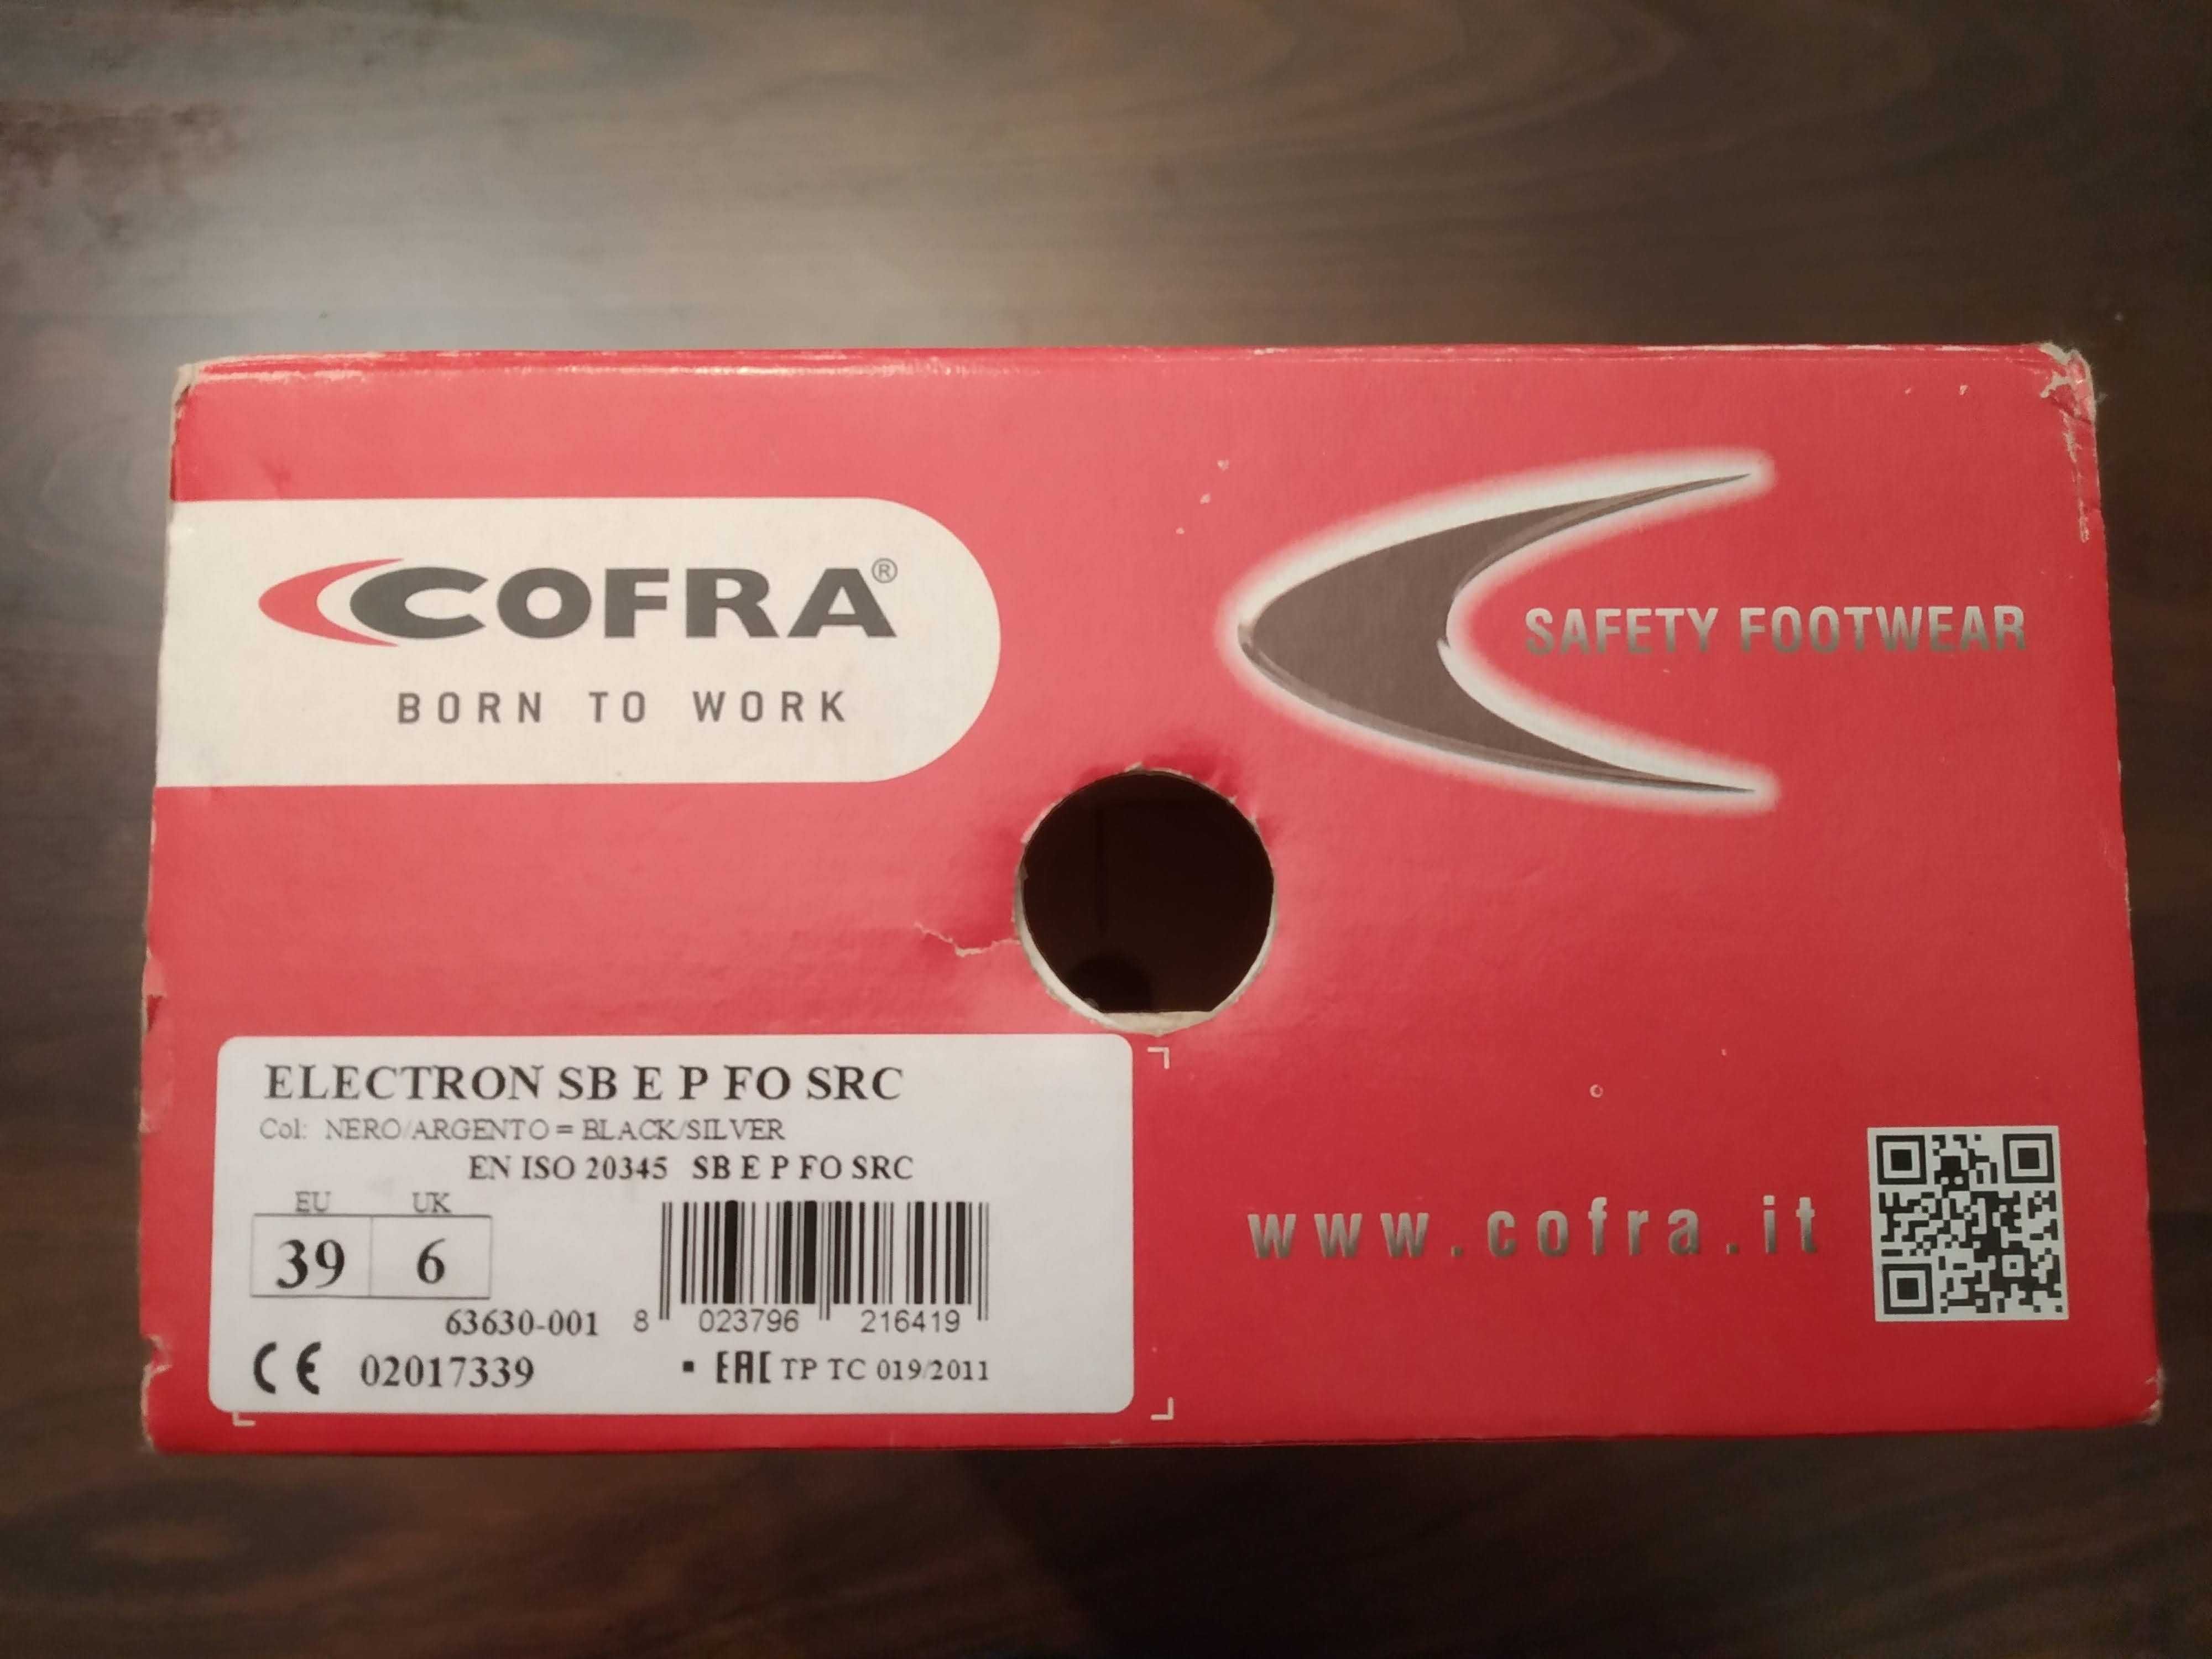 COFRA®
BORN TO WORK
SAFETY FOOTWEAR
ELECTRON SB E P FO SRC
Col: NERO/ARGENTO = BLACK/SILVER
EN ISO 20345 SB E P FO SRC
EU UK
39 6
63630-001
8 023796 216419
CE 02017339
▪ EAC TP TC 019/2011
www.cofra.it